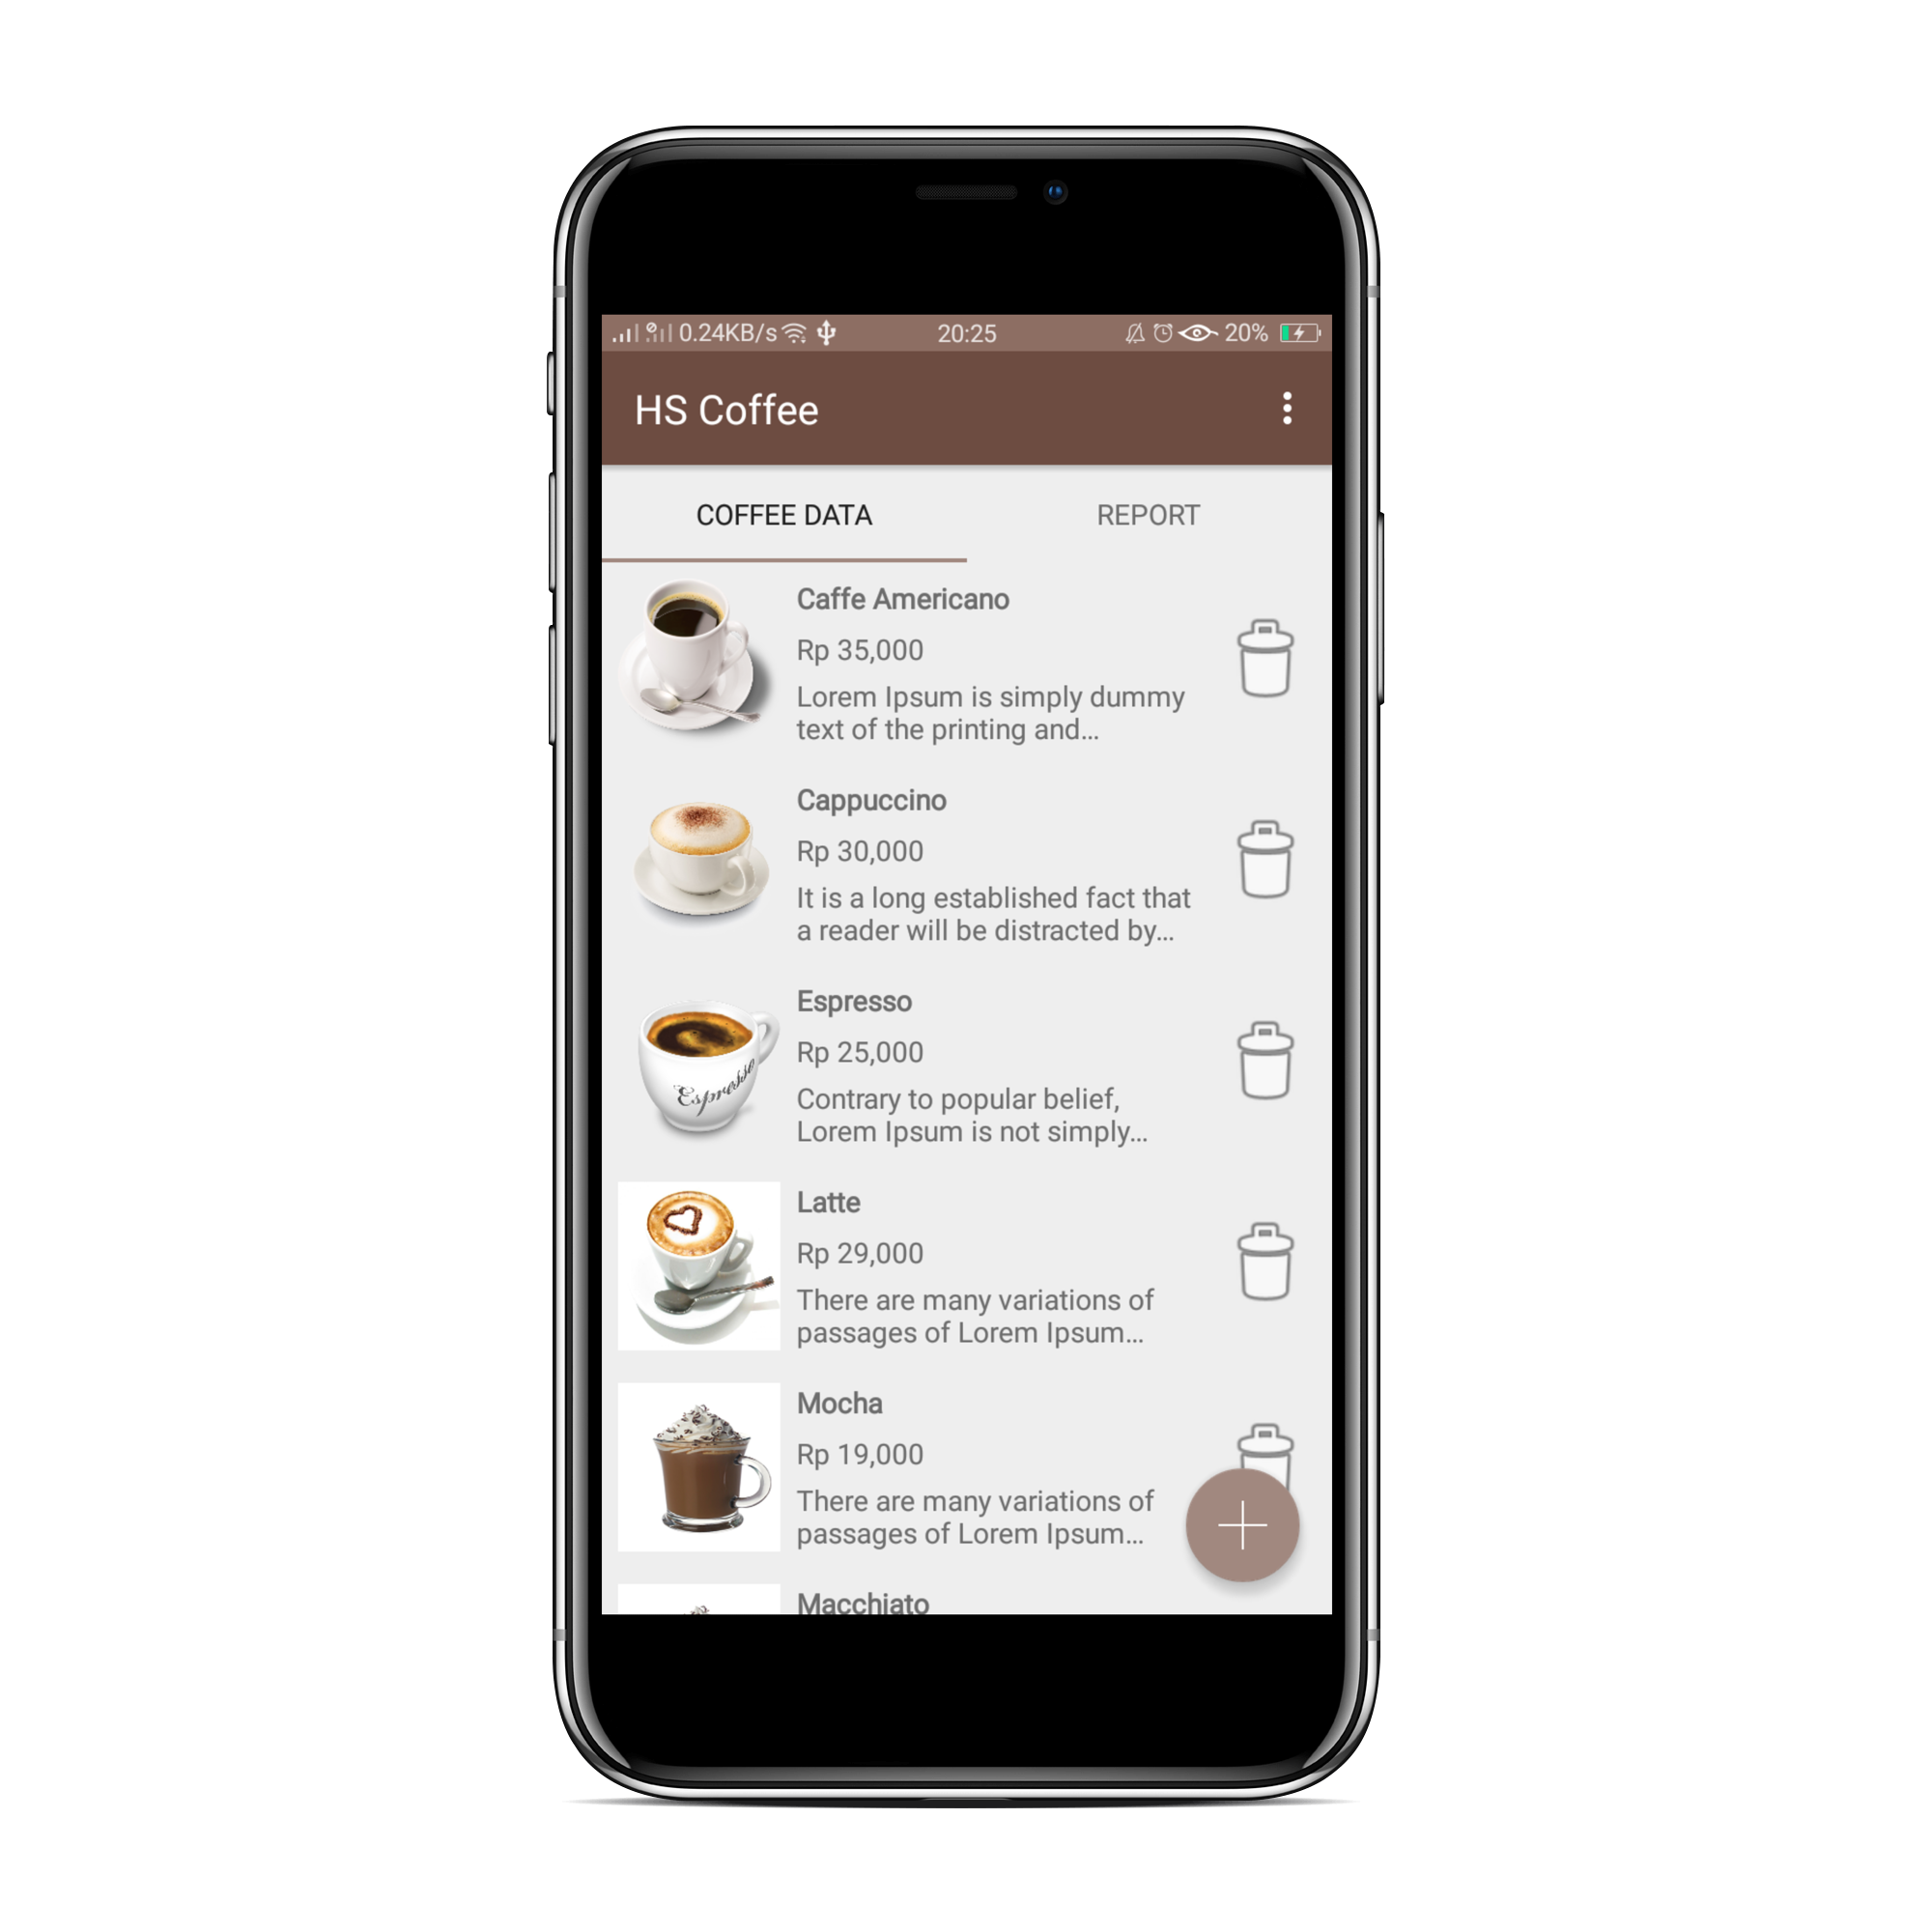 0.24KB/s 20:25 20%
HS Coffee
COFFEE DATA REPORT
Caffe Americano
Rp 35,000
Lorem Ipsum is simply dummy
text of the printing and...
Cappuccino
Rp 30,000
It is a long established fact that
a reader will be distracted by...
Espresso
Espresso
Rp 25,000
Contrary to popular belief,
Lorem Ipsum is not simply...
Latte
Rp 29,000
There are many variations of
passages of Lorem Ipsum...
Mocha
Rp 19,000
There are many variations of
passages of Lorem Ipsum...
Macchiato